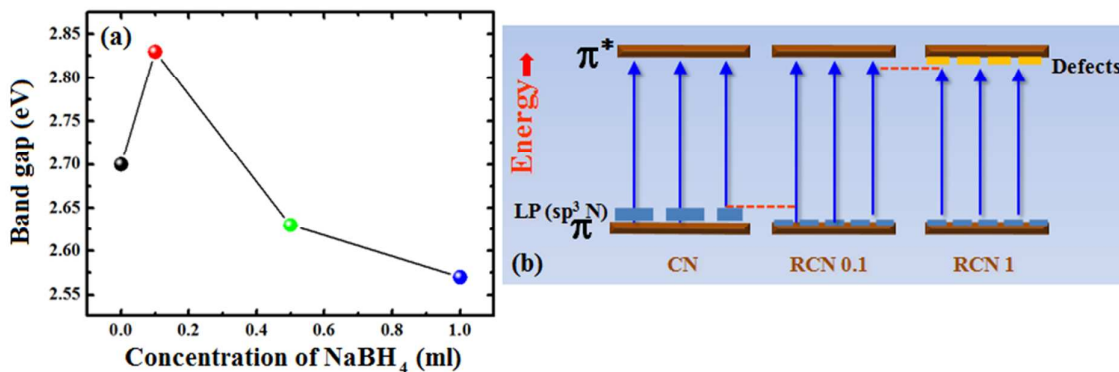 (a)
Band gap (eV)
2.85
2.80
2.75
2.70
2.65
2.60
2.55
0.0 0.2 0.4 0.6 0.8 1.0
Concentration of NaBH₄ (ml)
Energy
π*
Defects
LP (sp³ N)
π
(b)
CN RCN 0.1 RCN 1